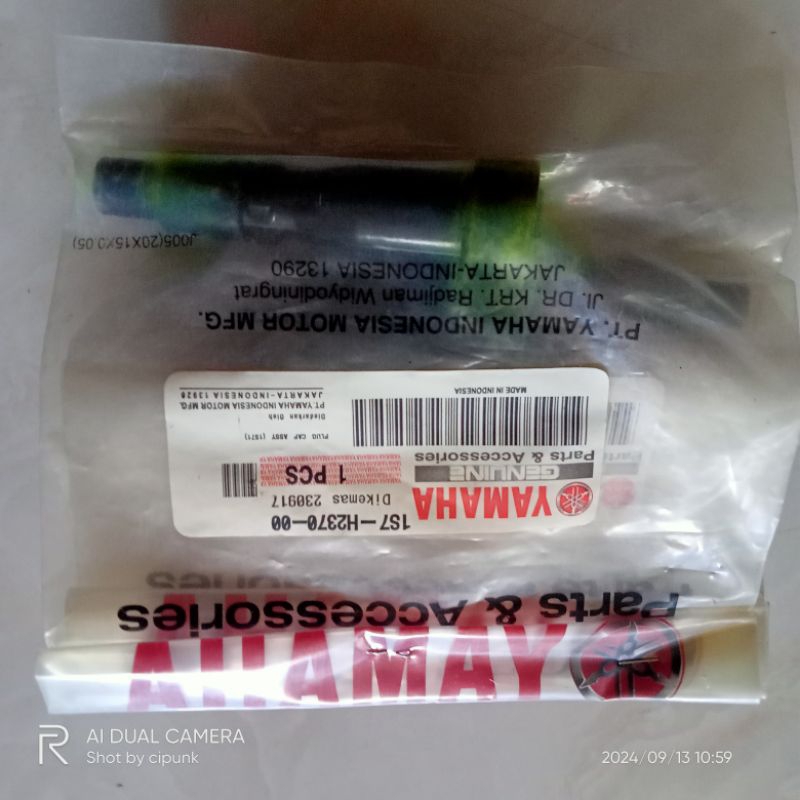 YAMAHA
Parts & Accessories
YAMAHA
GENUINE
Parts & Accessories
1S7-H2370-00
Dikemas 230917
1 PCS
PLUG CAP ASSY (1S71)
Diedarkan Oleh
PT.YAMAHA INDONESIA MOTOR MFG.
JAKARTA-INDONESIA 13920
MADE IN INDONESIA
PT. YAMAHA INDONESIA MOTOR MFG.
Jl. DR. KRT. Radjiman Widyodiningrat
JAKARTA-INDONESIA 13290
J005(20X15X0.05)
AI DUAL CAMERA
Shot by cipunk
2024/09/13 10:59